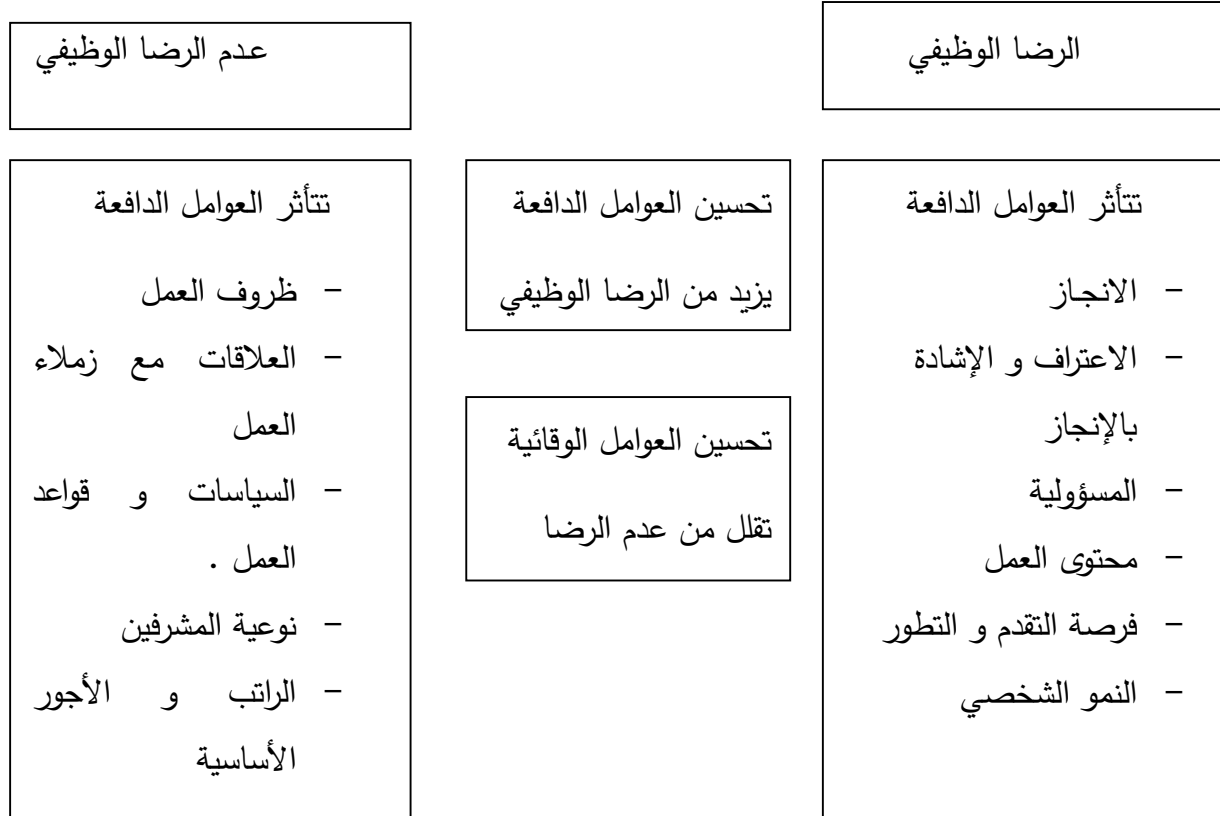 الرضا الوظيفي
عدم الرضا الوظيفي
تتأثر العوامل الدافعة
– الانجاز
– الاعتراف و الإشادة
بالإنجاز
– المسؤولية
– محتوى العمل
– فرصة التقدم و التطور
– النمو الشخصي
تحسين العوامل الدافعة
يزيد من الرضا الوظيفي
تحسين العوامل الوقائية
تقلل من عدم الرضا
تتأثر العوامل الدافعة
– ظروف العمل
– العلاقات مع زملاء
العمل
– السياسات و قواعد
العمل .
– نوعية المشرفين
– الراتب و الأجور
الأساسية